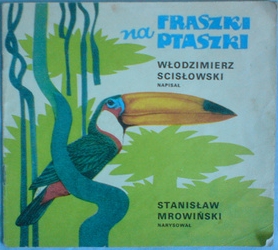 FRASZKI
na PTASZKI
WŁODZIMIERZ
SCISŁOWSKI
NAPISAŁ
STANISŁAW
MROWIŃSKI
NARYSOWAŁ